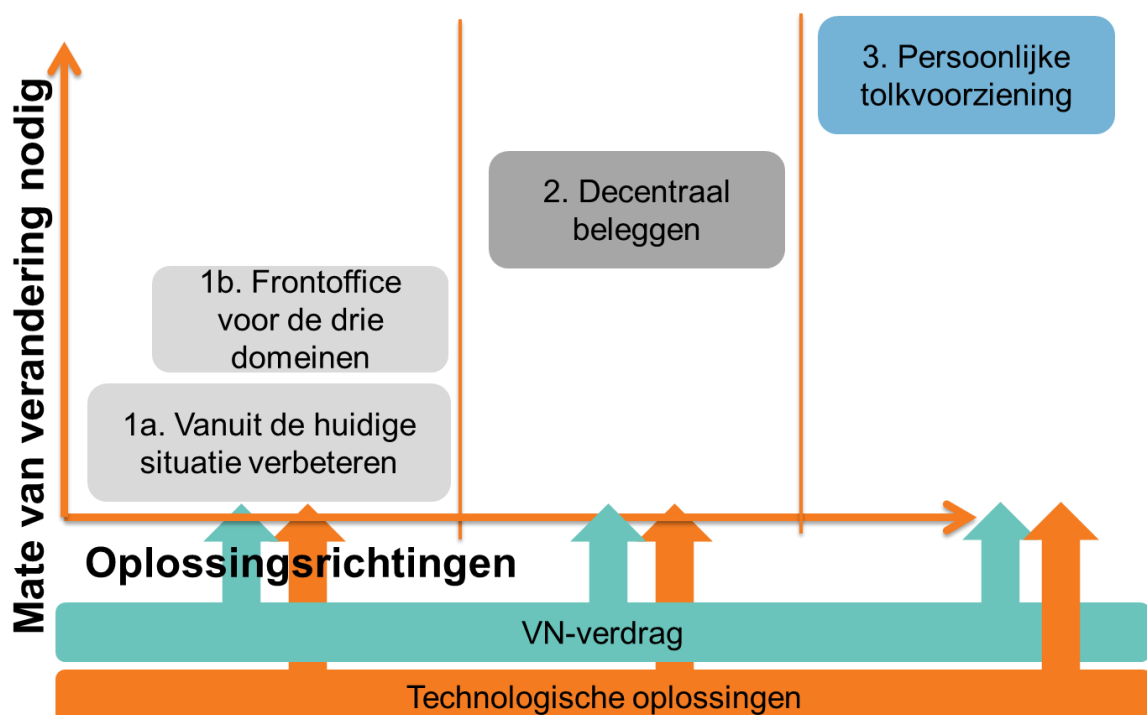 Mate van verandering nodig
3. Persoonlijke
tolkvoorziening
2. Decentraal
beleggen
1b. Frontoffice
voor de drie
domeinen
1a. Vanuit de huidige
situatie verbeteren
Oplossingsrichtingen
VN-verdrag
Technologische oplossingen